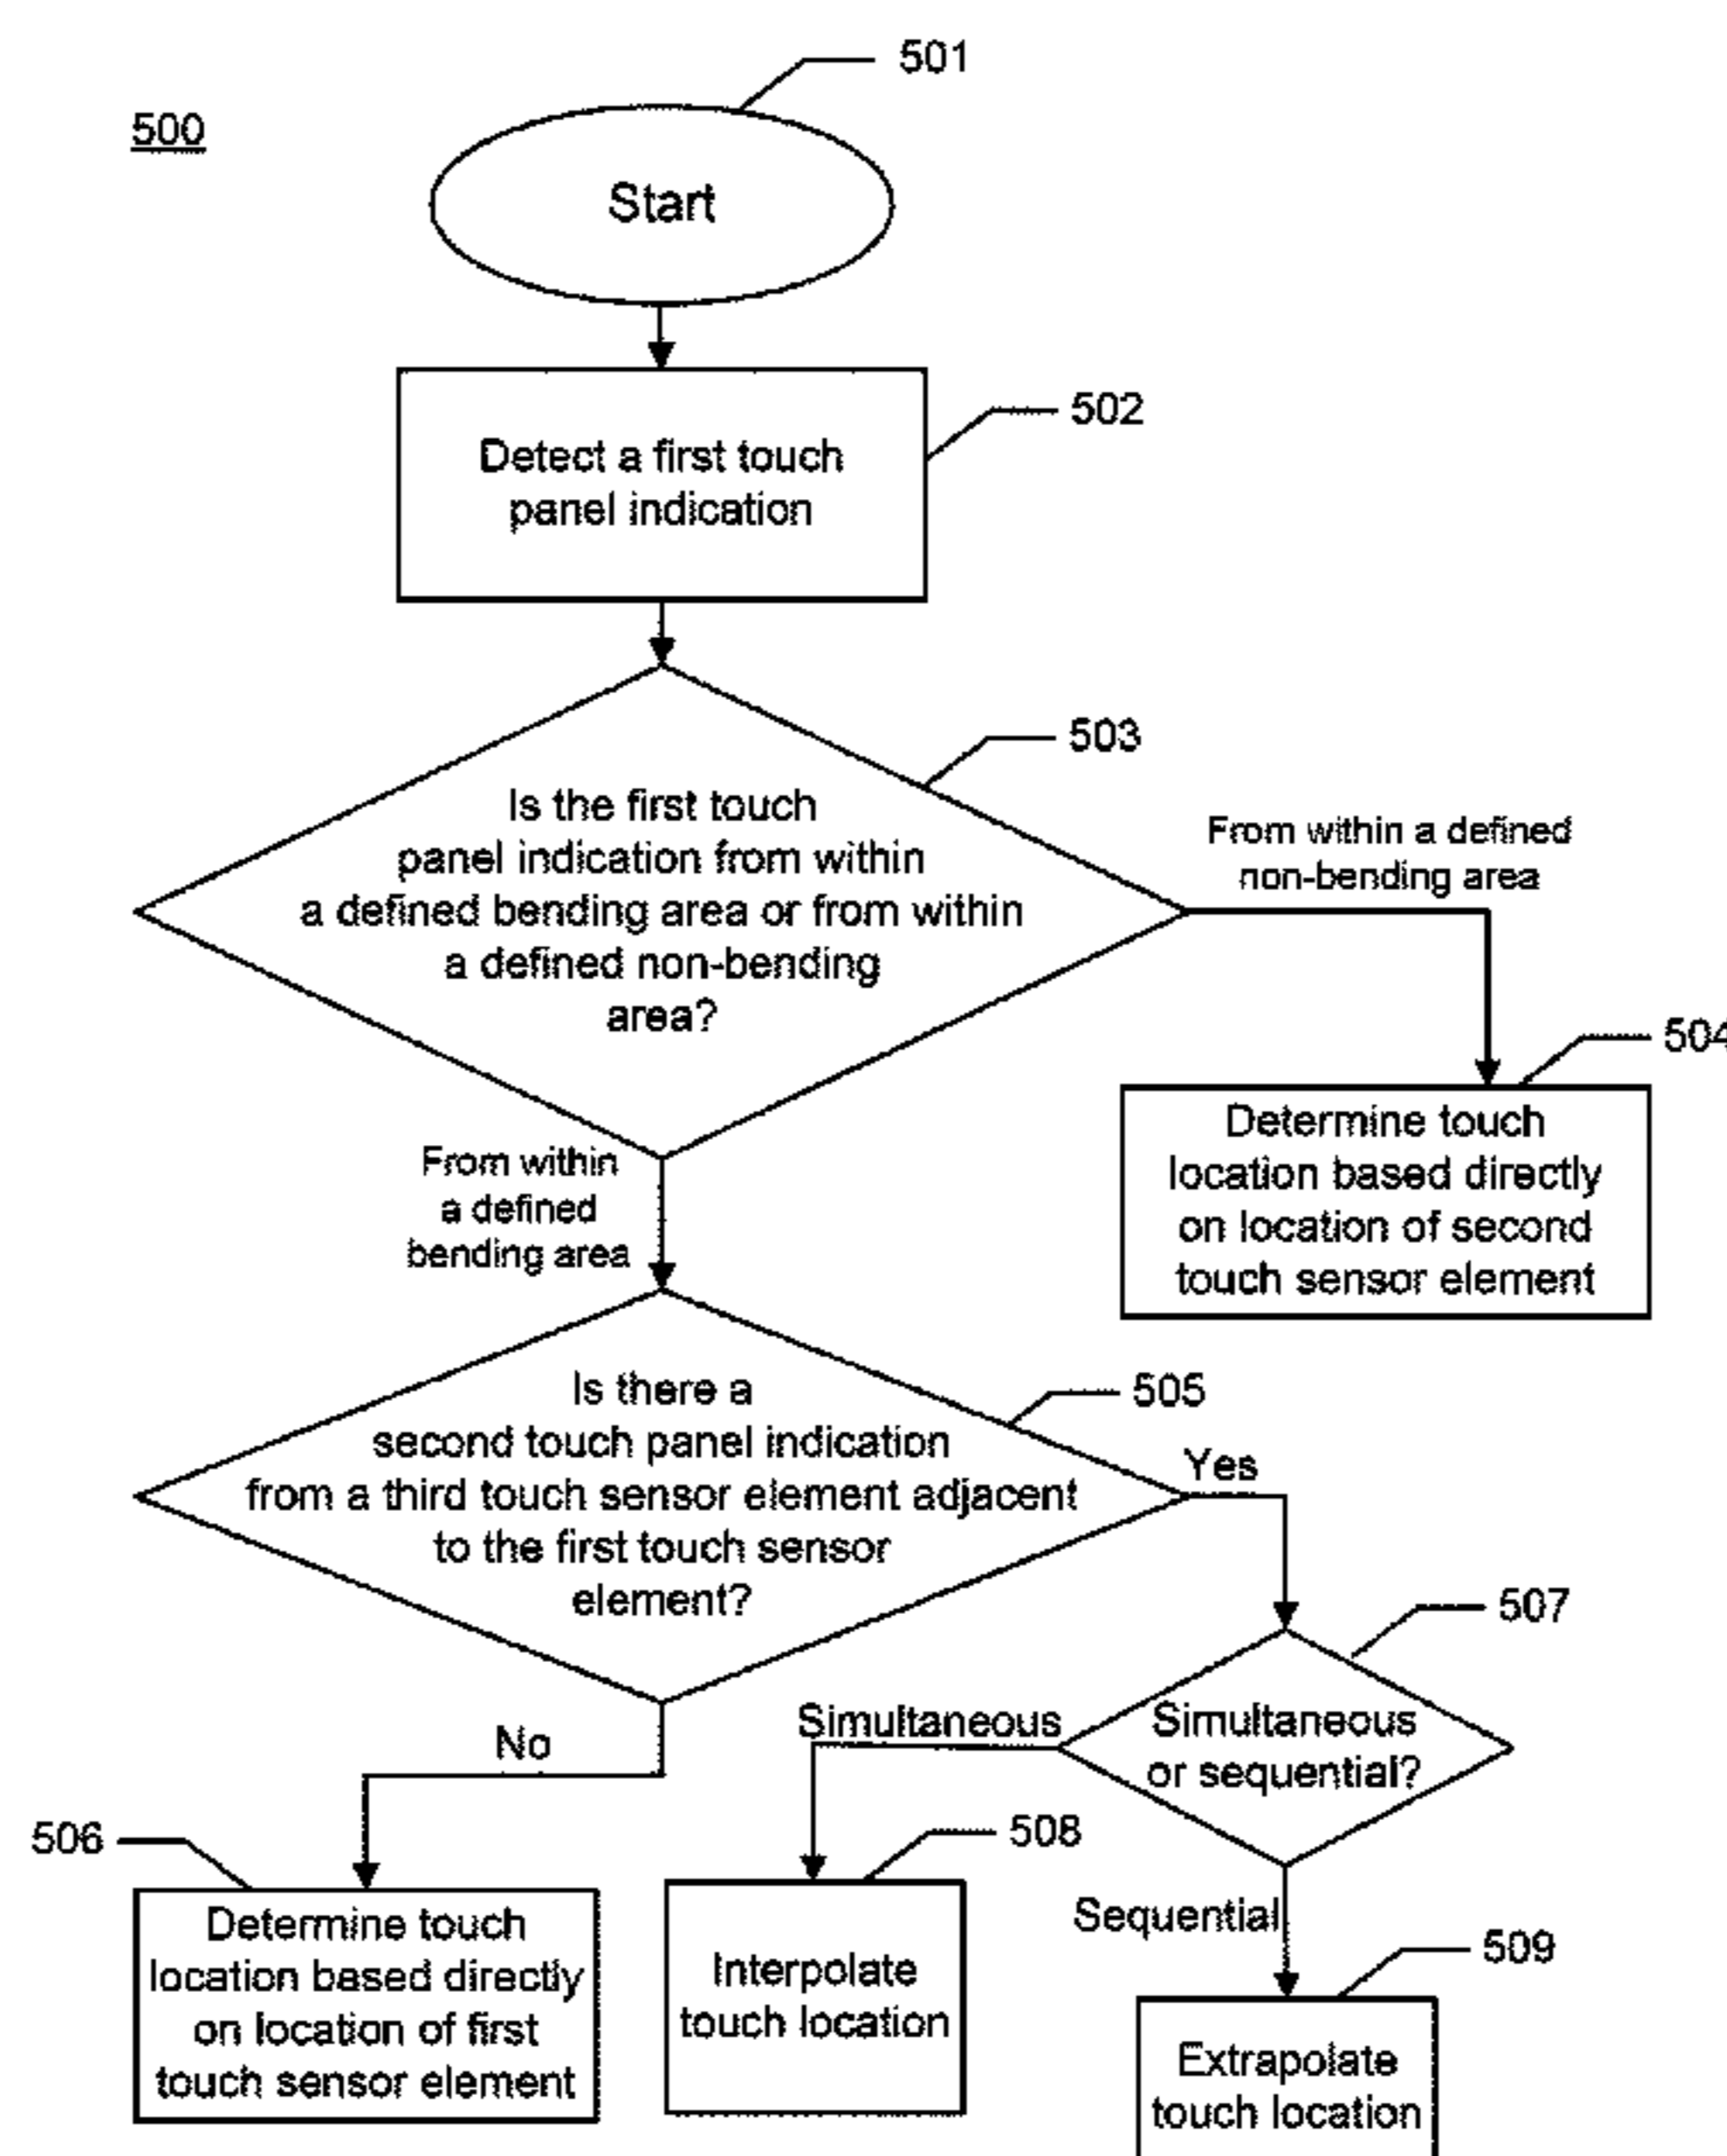 501
500
Start
502
Detect a first touch
panel indication
503
Is the first touch
panel indication from within
a defined bending area or from within
a defined non-bending
area?
From within a defined
non-bending area
504
Determine touch
location based directly
on location of second
touch sensor element
From within
a defined
bending area
505
Is there a
second touch panel indication
from a third touch sensor element adjacent
to the first touch sensor
element?
Yes
507
Simultaneous
or sequential?
Simultaneous
No
506
508
Determine touch
location based directly
on location of first
touch sensor element
Interpolate
touch location
Sequential
509
Extrapolate
touch location